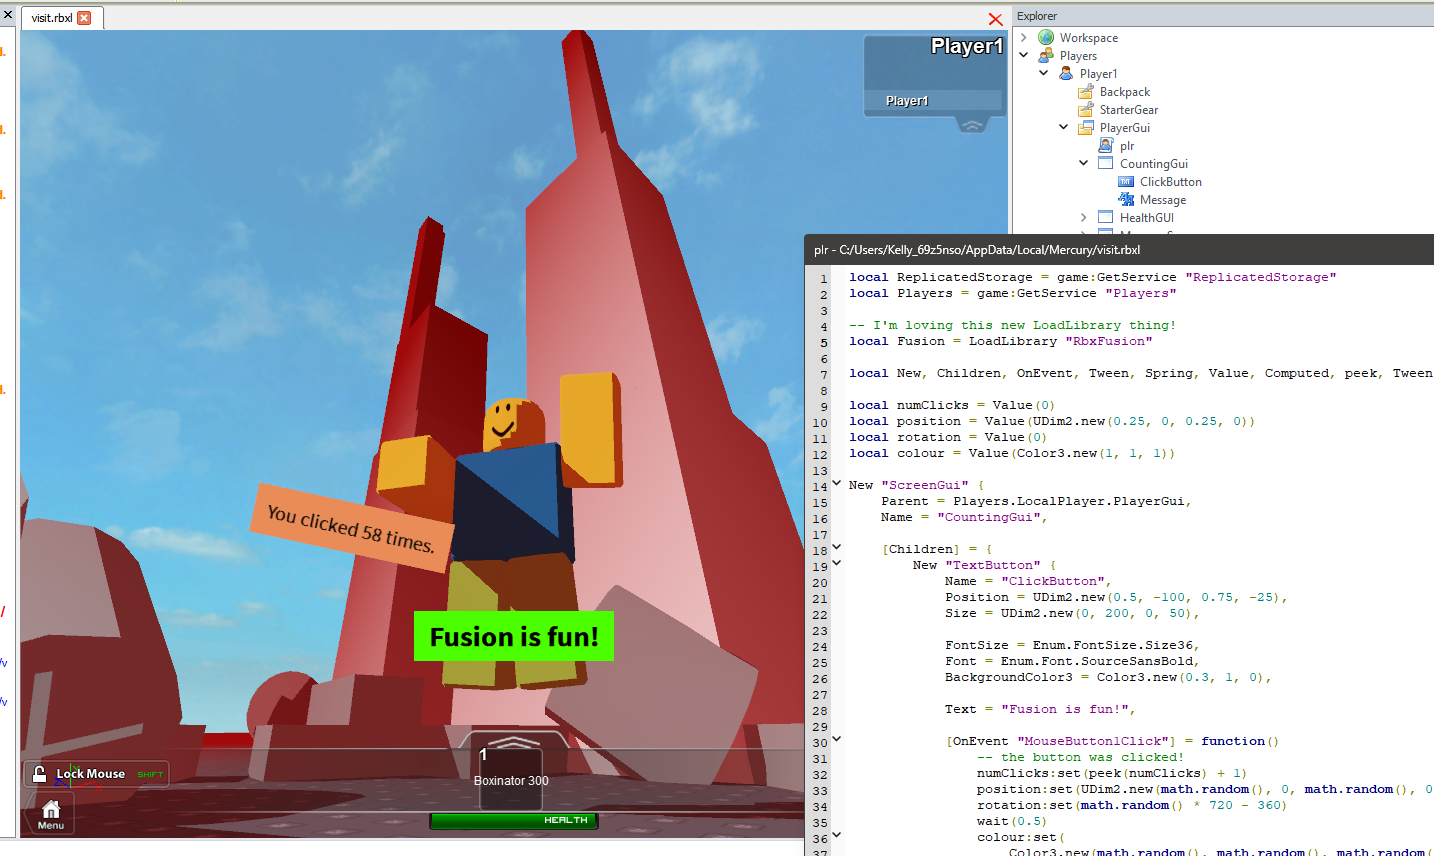 visit.rbxl
Player1
Player1
You clicked 58 times.
Fusion is fun!
1
Boxinator 300
Lock Mouse SHIFT
Menu
HEALTH
Explorer
Workspace
Players
Player1
Backpack
StarterGear
PlayerGui
plr
CountingGui
ClickButton
Message
HealthGUI
plr - C:/Users/Kelly_69z5nso/AppData/Local/Mercury/visit.rbxl
1 local ReplicatedStorage = game:GetService "ReplicatedStorage"
2 local Players = game:GetService "Players"
3
4 -- I'm loving this new LoadLibrary thing!
5 local Fusion = LoadLibrary "RbxFusion"
6
7 local New, Children, OnEvent, Tween, Spring, Value, Computed, peek, Tween
8
9 local numClicks = Value(0)
10 local position = Value(UDim2.new(0.25, 0, 0.25, 0))
11 local rotation = Value(0)
12 local colour = Value(Color3.new(1, 1, 1))
13
14 New "ScreenGui" {
15 Parent = Players.LocalPlayer.PlayerGui,
16 Name = "CountingGui",
17
18 [Children] = {
19 New "TextButton" {
20 Name = "ClickButton",
21 Position = UDim2.new(0.5, -100, 0.75, -25),
22 Size = UDim2.new(0, 200, 0, 50),
23
24 FontSize = Enum.FontSize.Size36,
25 Font = Enum.Font.SourceSansBold,
26 BackgroundColor3 = Color3.new(0.3, 1, 0),
27
28 Text = "Fusion is fun!",
29
30 [OnEvent "MouseButton1Click"] = function()
31 -- the button was clicked!
32 numClicks:set(peek(numClicks) + 1)
33 position:set(UDim2.new(math.random(), 0, math.random(), 0
34 rotation:set(math.random() * 720 - 360)
35 wait(0.5)
36 colour:set(
37 Color3.new(math.random(), math.random(), math.random(